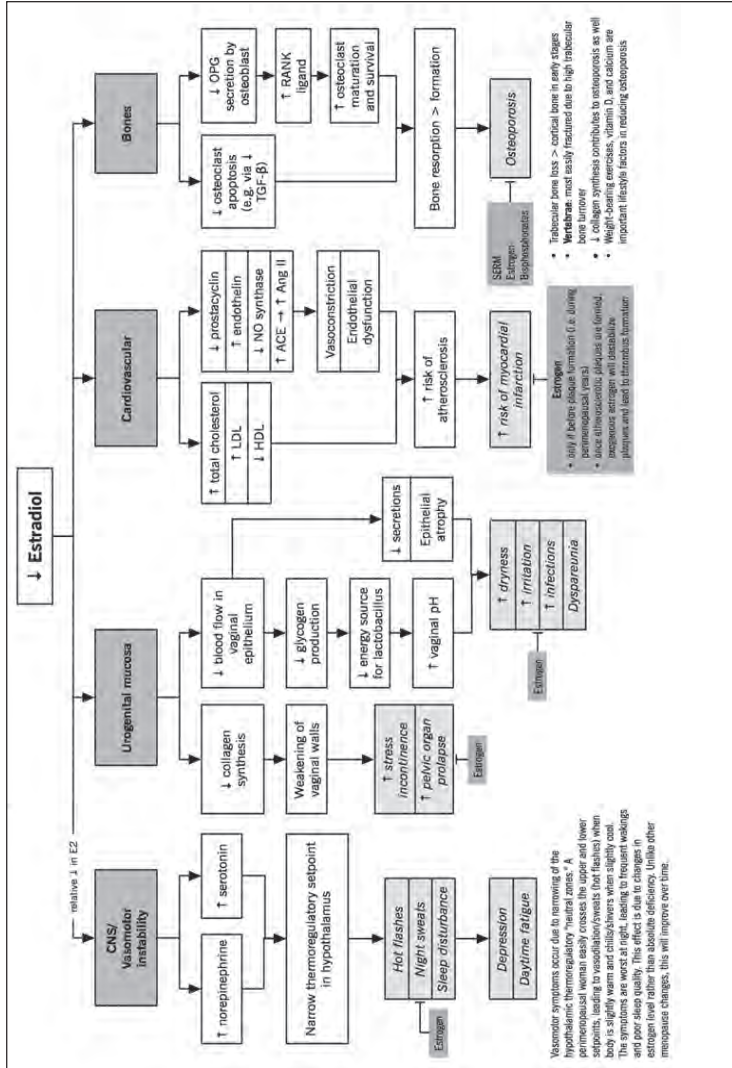 ↓ Estradiol
relative ↓ in E2
CNS/
Vasomotor
instability
↑ norepinephrine
↑ serotonin
Narrow thermoregulatory setpoint
in hypothalamus
Hot flashes
Night sweats
Sleep disturbance
Estrogen
Depression
Daytime fatigue
Vasomotor symptoms occur due to narrowing of the
hypothalamic thermoregulatory "neutral zones." A
perimenopausal woman easily crosses the upper and lower
setpoints, leading to vasodilation/sweats (hot flashes) when
body is slightly warm and chills/shivers when slightly cool.
The symptoms are worst at night, leading to frequent wakings
and poor sleep quality. This effect is due to changes in
estrogen level rather than absolute deficiency. Unlike other
menopause changes, this will improve over time.
Urogenital mucosa
↓ collagen
synthesis
Weakening of
vaginal walls
↑ stress
incontinence
↑ pelvic organ
prolapse
Estrogen
↓ blood flow in
vaginal
epithelium
↓ glycogen
production
↓ energy source
for lactobacillus
↑ vaginal pH
↓ secretions
Epithelial
atrophy
↑ dryness
↑ irritation
↑ infections
Dyspareunia
Estrogen
Cardiovascular
↑ total cholesterol
↑ LDL
↓ HDL
↓ prostacyclin
↑ endothelin
↓ NO synthase
↑ ACE → ↑ Ang II
Vasoconstriction
Endothelial
dysfunction
↑ risk of
atherosclerosis
↑ risk of myocardial
infarction
Estrogen
• only if before plaque formation (i.e. during
perimenopausal years)
• once atherosclerotic plaques are formed,
exogenous estrogen will destabilize
plaques and lead to thrombus formation
Bones
↓ osteoclast
apoptosis
(e.g. via ↓
TGF-β)
↓ OPG
secretion by
osteoblast
↑ RANK
ligand
↑ osteoclast
maturation
and survival
Bone resorption > formation
Osteoporosis
SERM
Estrogen
Bisphosphonates
• Trabecular bone loss > cortical bone in early stages
• Vertebrae: most easily fractured due to high trabecular
bone turnover
• ↓ collagen synthesis contributes to osteoporosis as well
• Weight-bearing exercises, vitamin D, and calcium are
important lifestyle factors in reducing osteoporosis